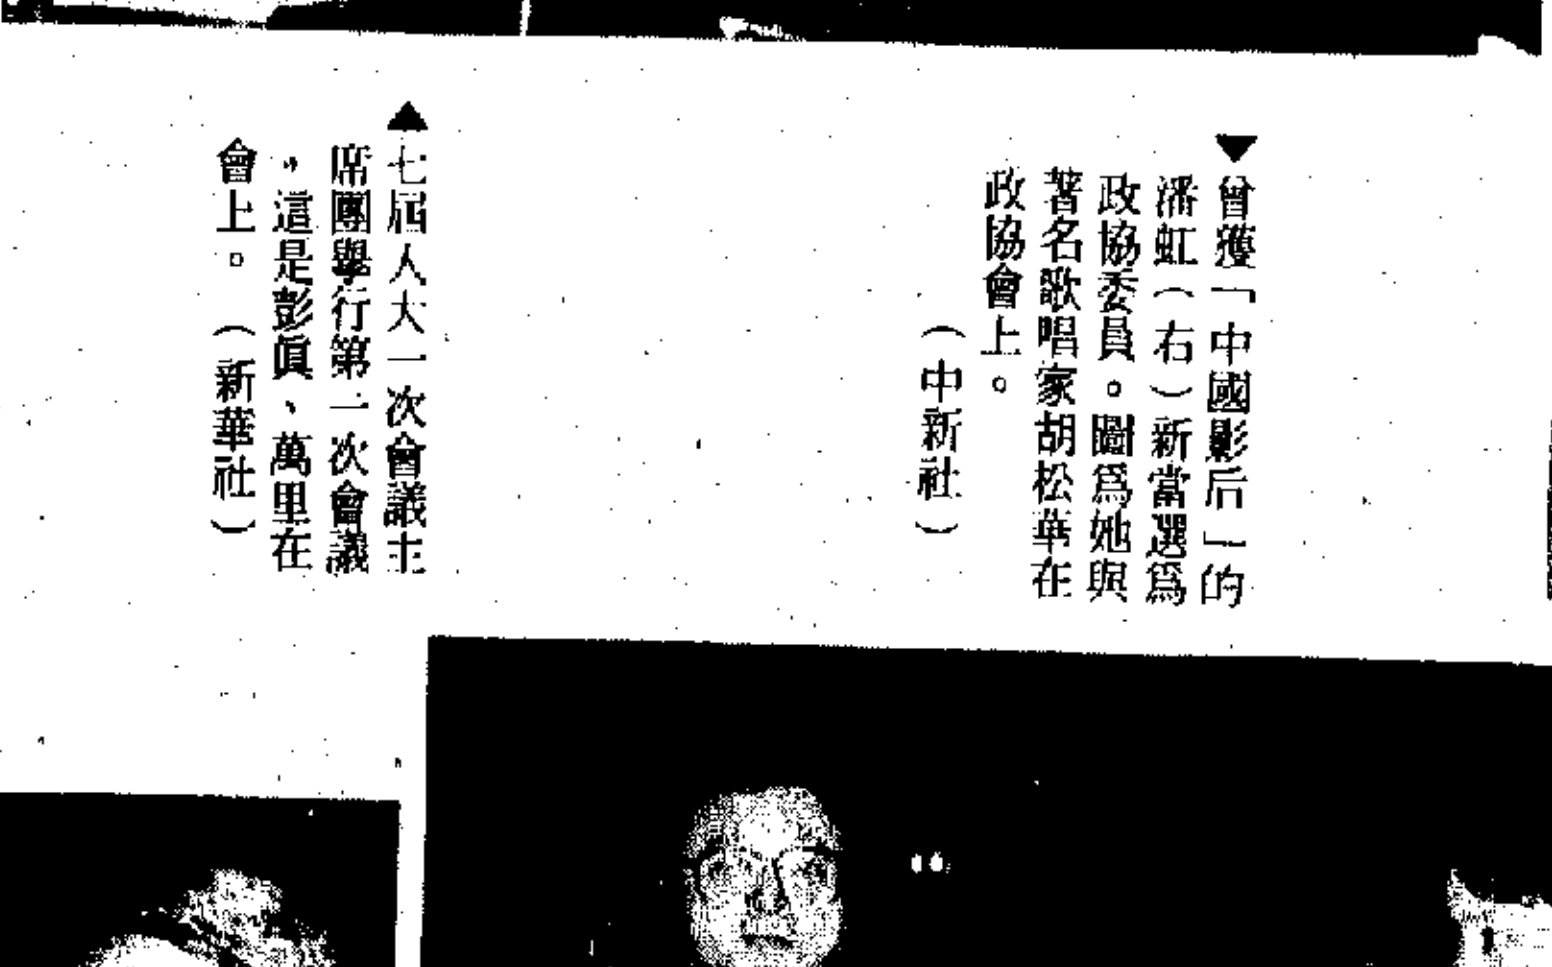 ▼曾獲「中國影后」的
潘虹（右）新當選爲
政協委員。圖爲她與
著名歌唱家胡松華在
政協會上。
（中新社）
▲七届人大一次會議主
席團舉行第一次會議
，這是彭眞、萬里在
會上。（新華社）